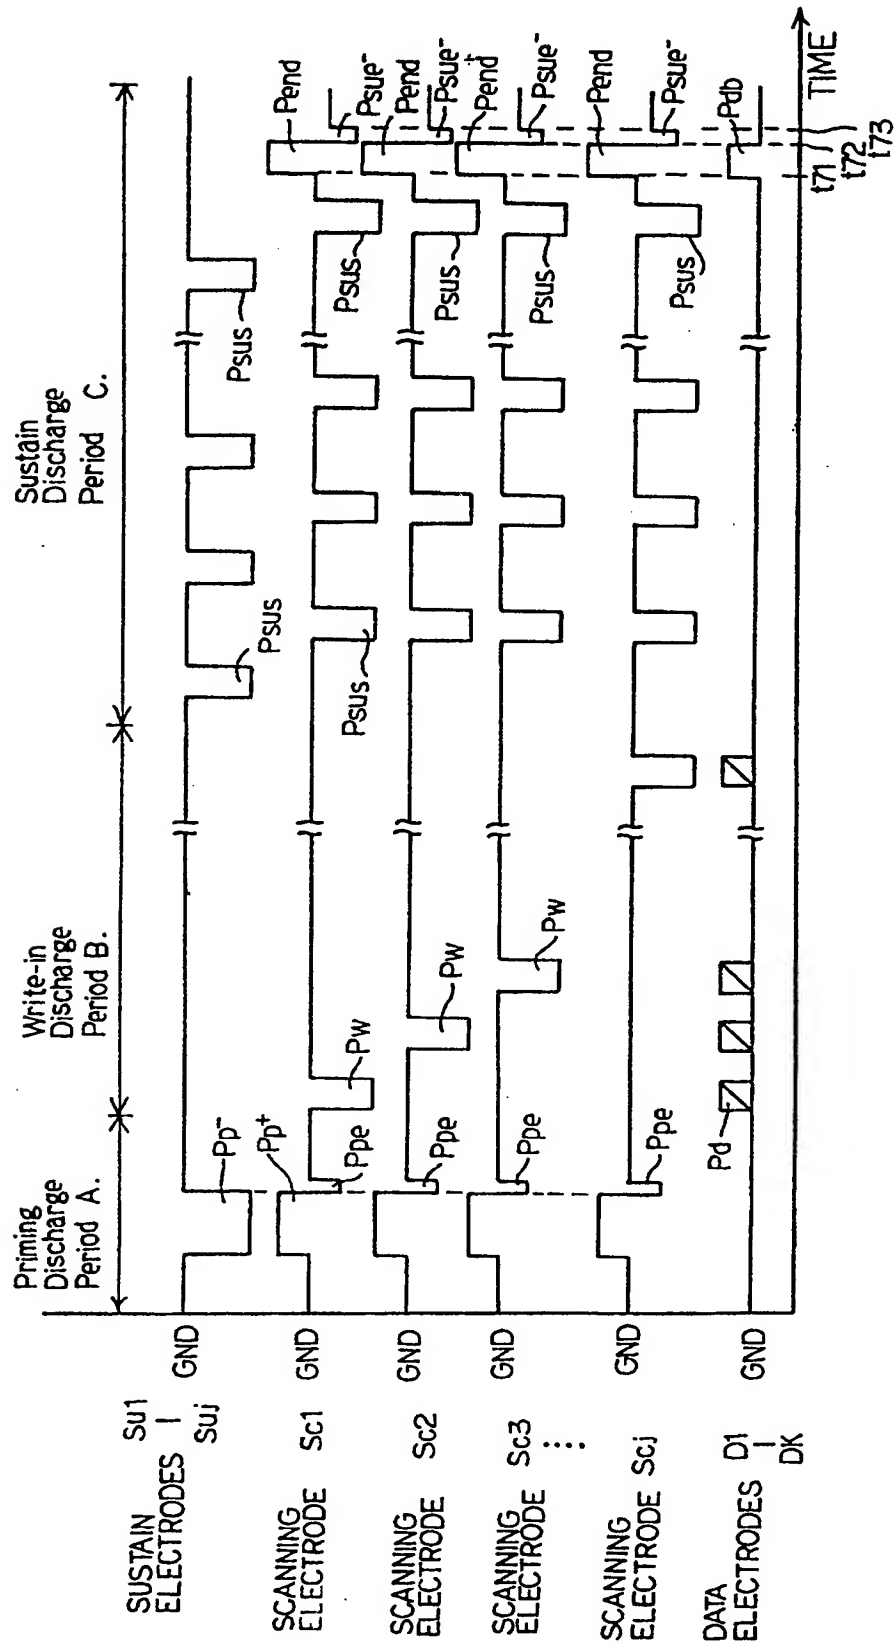 Priming
Discharge
Period A.
Write-in
Discharge
Period B.
Sustain
Discharge
Period C.
SUSTAIN
ELECTRODES
Su1
|
Suj
GND
Pp-
Psus
Psus
SCANNING
ELECTRODE
Sc1
GND
Pp+
Ppe
Pw
Psus
Psus
Pend
Psue-
SCANNING
ELECTRODE
Sc2
GND
Ppe
Pw
Psus
Pend
Psue-
SCANNING
ELECTRODE
Sc3
GND
Ppe
Pw
Psus
Pend+
Psue-
SCANNING
ELECTRODE
Scj
GND
Ppe
Psus
Pend
Psue-
DATA
ELECTRODES
D1
|
DK
GND
Pd
Pdb
t71
t72
t73
TIME